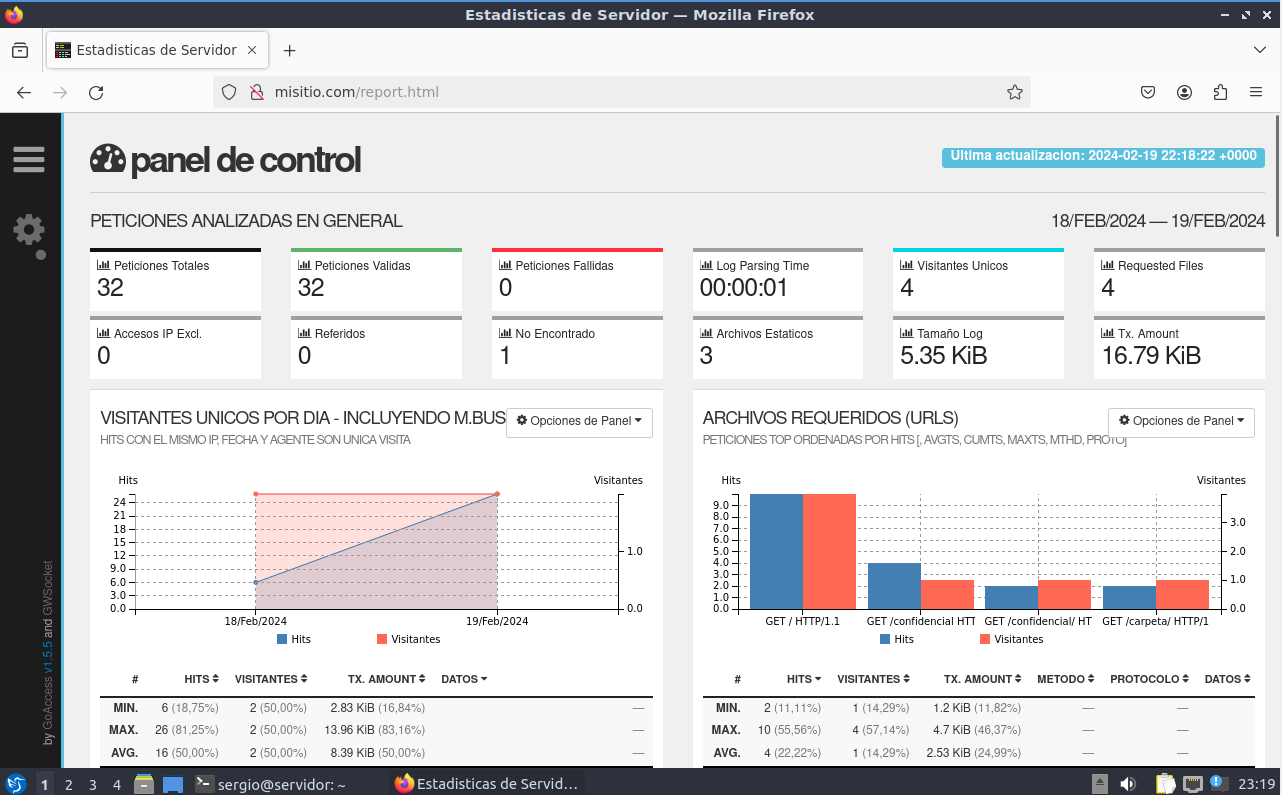 Estadisticas de Servidor — Mozilla Firefox
Estadisticas de Servidor
misitio.com/report.html
panel de control
Ultima actualizacion: 2024-02-19 22:18:22 +0000
PETICIONES ANALIZADAS EN GENERAL
18/FEB/2024 — 19/FEB/2024
Peticiones Totales
32
Peticiones Validas
32
Peticiones Fallidas
0
Log Parsing Time
00:00:01
Visitantes Unicos
4
Requested Files
4
Accesos IP Excl.
0
Referidos
0
No Encontrado
1
Archivos Estaticos
3
Tamaño Log
5.35 KiB
Tx. Amount
16.79 KiB
VISITANTES UNICOS POR DIA - INCLUYENDO M.BUS
Opciones de Panel
HITS CON EL MISMO IP, FECHA Y AGENTE SON UNICA VISITA
Hits
Visitantes
24
21
18
15
12
9.0
6.0
3.0
0.0
1.0
0.0
18/Feb/2024
19/Feb/2024
Hits
Visitantes
# HITS VISITANTES TX. AMOUNT DATOS
MIN. 6 (18,75%) 2 (50,00%) 2.83 KiB (16,84%) —
MAX. 26 (81,25%) 2 (50,00%) 13.96 KiB (83,16%) —
AVG. 16 (50,00%) 2 (50,00%) 8.39 KiB (50,00%) —
ARCHIVOS REQUERIDOS (URLS)
Opciones de Panel
PETICIONES TOP ORDENADAS POR HITS [, AVGTS, CUMTS, MAXTS, MTHD, PROTO]
Hits
Visitantes
9.0
8.0
7.0
6.0
5.0
4.0
3.0
2.0
1.0
0.0
3.0
2.0
1.0
0.0
GET / HTTP/1.1
GET /confidencial HTT
GET /confidencial/ HT
GET /carpeta/ HTTP/1
Hits
Visitantes
# HITS VISITANTES TX. AMOUNT METODO PROTOCOLO DATOS
MIN. 2 (11,11%) 1 (14,29%) 1.2 KiB (11,82%) — —
MAX. 10 (55,56%) 4 (57,14%) 4.7 KiB (46,37%) — —
AVG. 4 (22,22%) 1 (14,29%) 2.53 KiB (24,99%) — —
by GoAccess v1.5.5 and GWSocket
1 2 3 4
sergio@servidor: ~
Estadisticas de Servid…
23:19